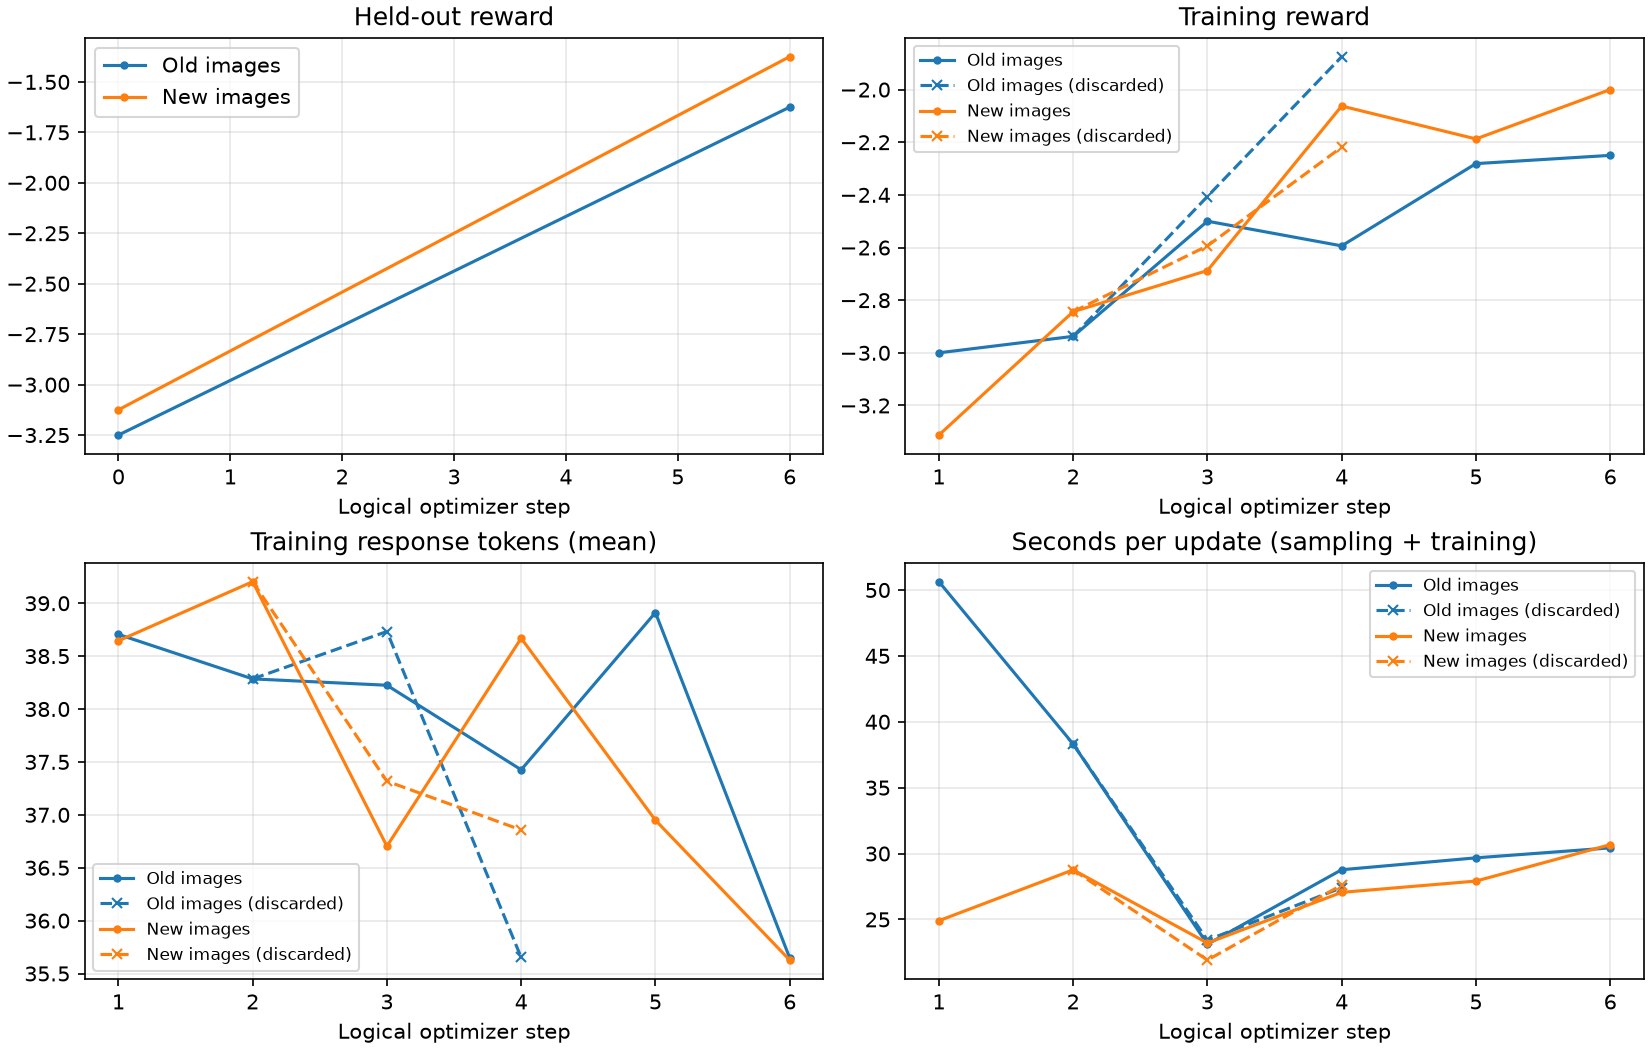 Held-out reward
Old images
New images
−1.50
−1.75
−2.00
−2.25
−2.50
−2.75
−3.00
−3.25
0 1 2 3 4 5 6
Logical optimizer step
Training reward
Old images
Old images (discarded)
New images
New images (discarded)
−2.0
−2.2
−2.4
−2.6
−2.8
−3.0
−3.2
1 2 3 4 5 6
Logical optimizer step
Training response tokens (mean)
39.0
38.5
38.0
37.5
37.0
36.5
36.0
35.5
Old images
Old images (discarded)
New images
New images (discarded)
1 2 3 4 5 6
Logical optimizer step
Seconds per update (sampling + training)
Old images
Old images (discarded)
New images
New images (discarded)
50
45
40
35
30
25
1 2 3 4 5 6
Logical optimizer step